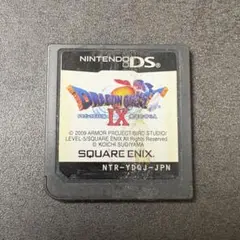 NINTENDO DS
DRAGON QUEST
IX
© 2009 ARMOR PROJECT/BIRD STUDIO/
LEVEL-5/SQUARE ENIX All Rights Reserved.
© KOICHI SUGIYAMA
SQUARE ENIX.
NTR-YDQJ-JPN